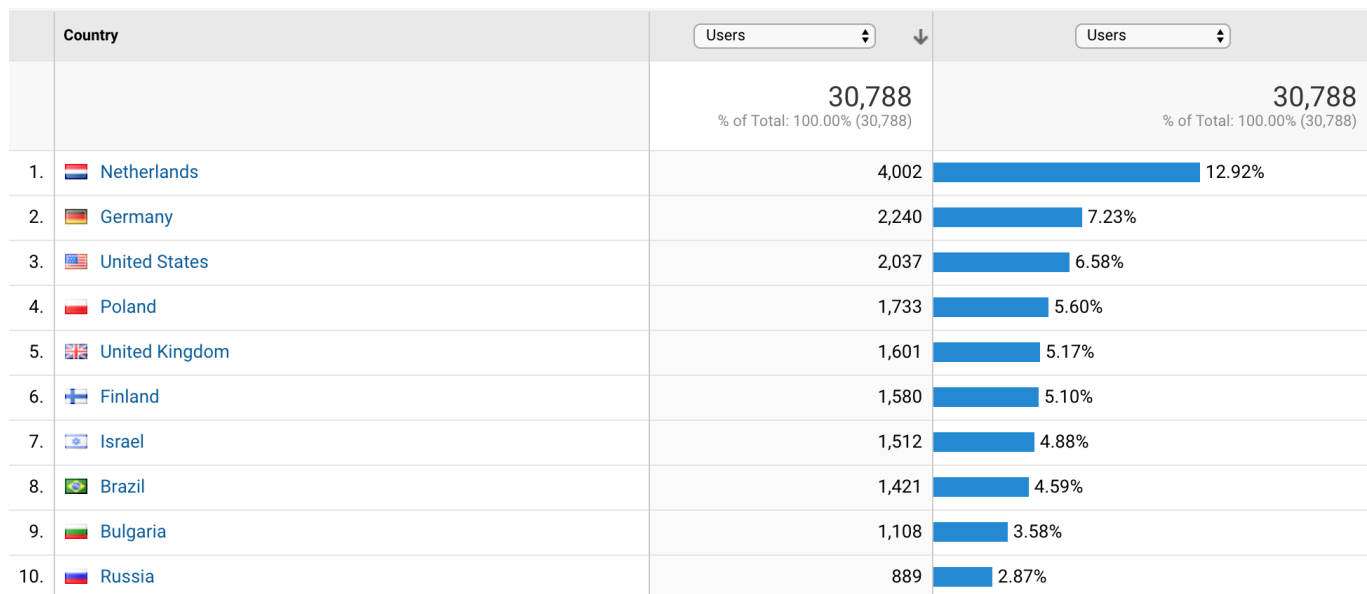 Country Users Users
30,788 30,788
% of Total: 100.00% (30,788) % of Total: 100.00% (30,788)
1. Netherlands 4,002 12.92%
2. Germany 2,240 7.23%
3. United States 2,037 6.58%
4. Poland 1,733 5.60%
5. United Kingdom 1,601 5.17%
6. Finland 1,580 5.10%
7. Israel 1,512 4.88%
8. Brazil 1,421 4.59%
9. Bulgaria 1,108 3.58%
10. Russia 889 2.87%